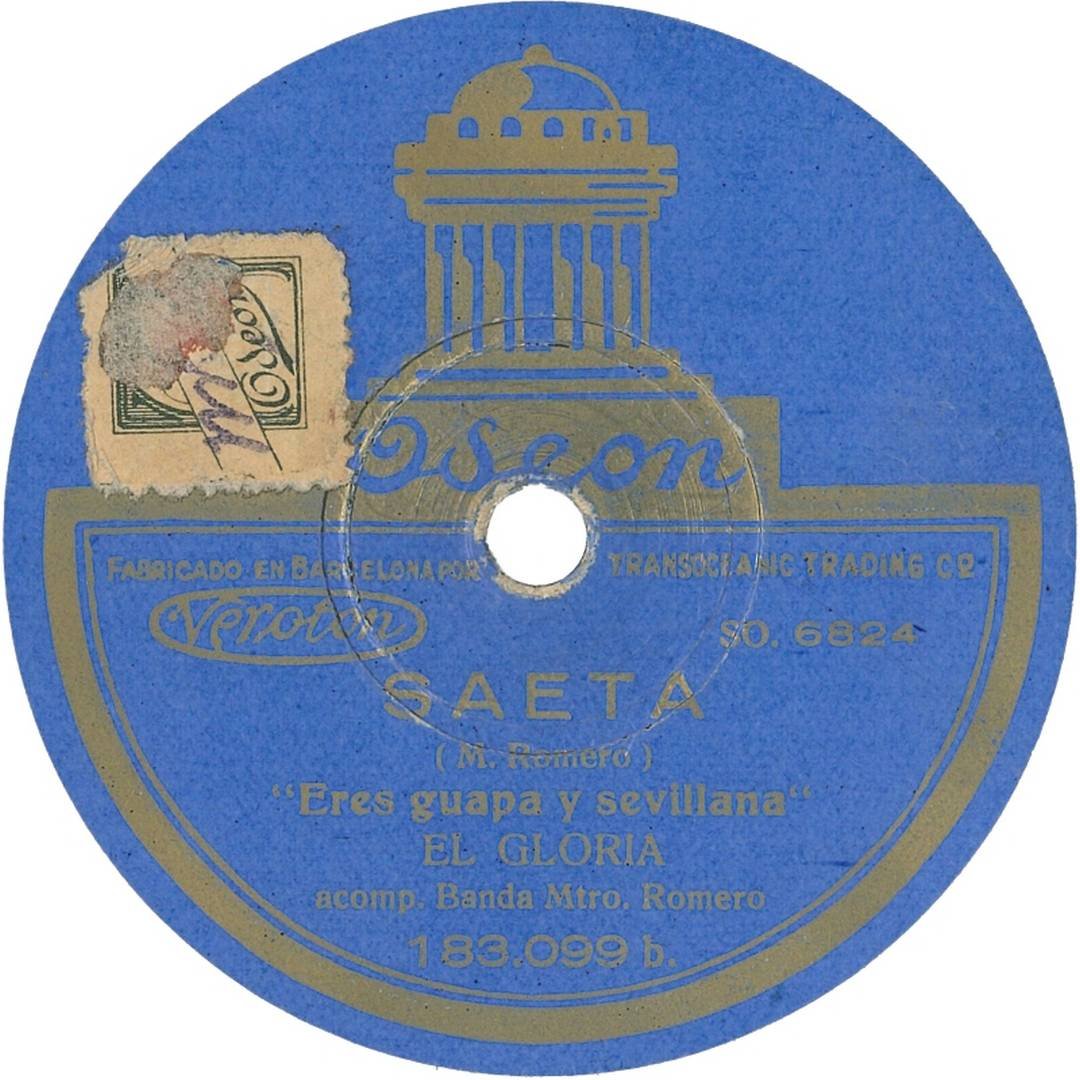 Odeon
Odeon
FABRICADO EN BARCELONA POR TRANSOCEANIC TRADING Cº
Veroton
SO. 6824
SAETA
( M. Romero )
“Eres guapa y sevillana“
EL GLORIA
acomp. Banda Mtro. Romero
183.099 b.